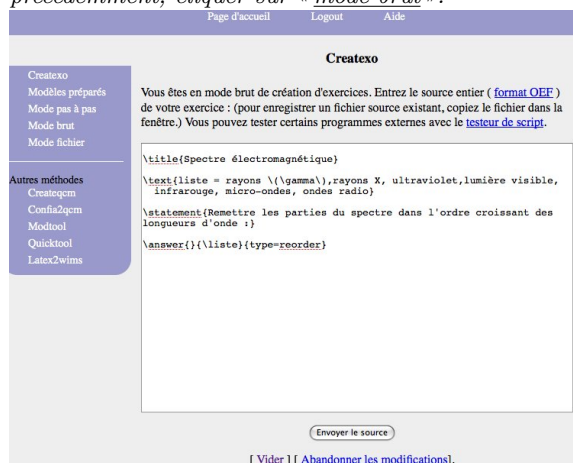 précédemment, cliquer sur « mode brut ».
Page d'accueil Logout Aide
Createxo
Createxo
Modèles préparés
Mode pas à pas
Mode brut
Mode fichier
Autres méthodes
Createqcm
Confia2qcm
Modtool
Quicktool
Latex2wims
Vous êtes en mode brut de création d'exercices. Entrez le source entier ( format OEF )
de votre exercice : (pour enregistrer un fichier source existant, copiez le fichier dans la
fenêtre.) Vous pouvez tester certains programmes externes avec le testeur de script.
\title{Spectre électromagnétique}
\text{liste = rayons \(\gamma\),rayons X, ultraviolet,lumière visible,
infrarouge, micro-ondes, ondes radio}
\statement{Remettre les parties du spectre dans l'ordre croissant des
longueurs d'onde :}
\answer{}{\liste}{type=reorder}
Envoyer le source
[ Vider ] [ Abandonner les modifications].